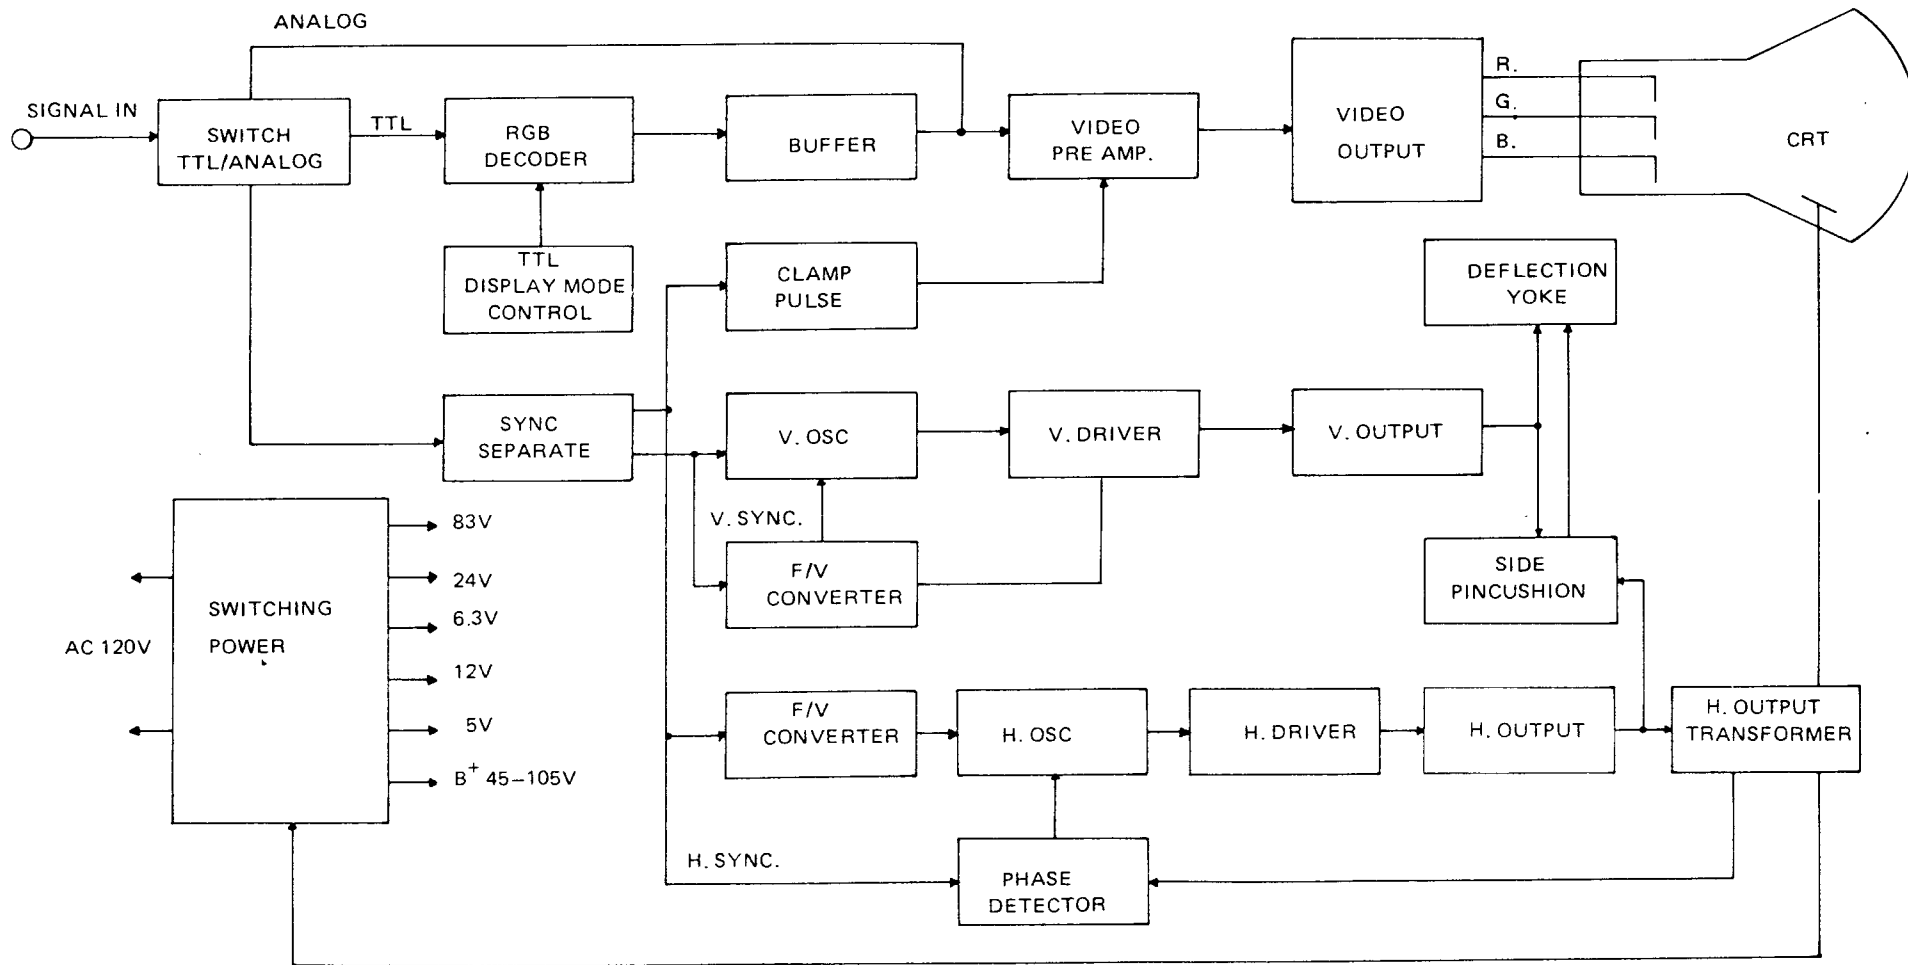 ANALOG
SIGNAL IN
SWITCH
TTL/ANALOG
TTL
RGB
DECODER
BUFFER
VIDEO
PRE AMP.
VIDEO
OUTPUT
R.
G.
B.
CRT
TTL
DISPLAY MODE
CONTROL
CLAMP
PULSE
DEFLECTION
YOKE
SYNC
SEPARATE
V. OSC
V. DRIVER
V. OUTPUT
V. SYNC.
F/V
CONVERTER
SIDE
PINCUSHION
AC 120V
SWITCHING
POWER
83V
24V
6.3V
12V
5V
B+ 45–105V
F/V
CONVERTER
H. OSC
H. DRIVER
H. OUTPUT
H. OUTPUT
TRANSFORMER
H. SYNC.
PHASE
DETECTOR